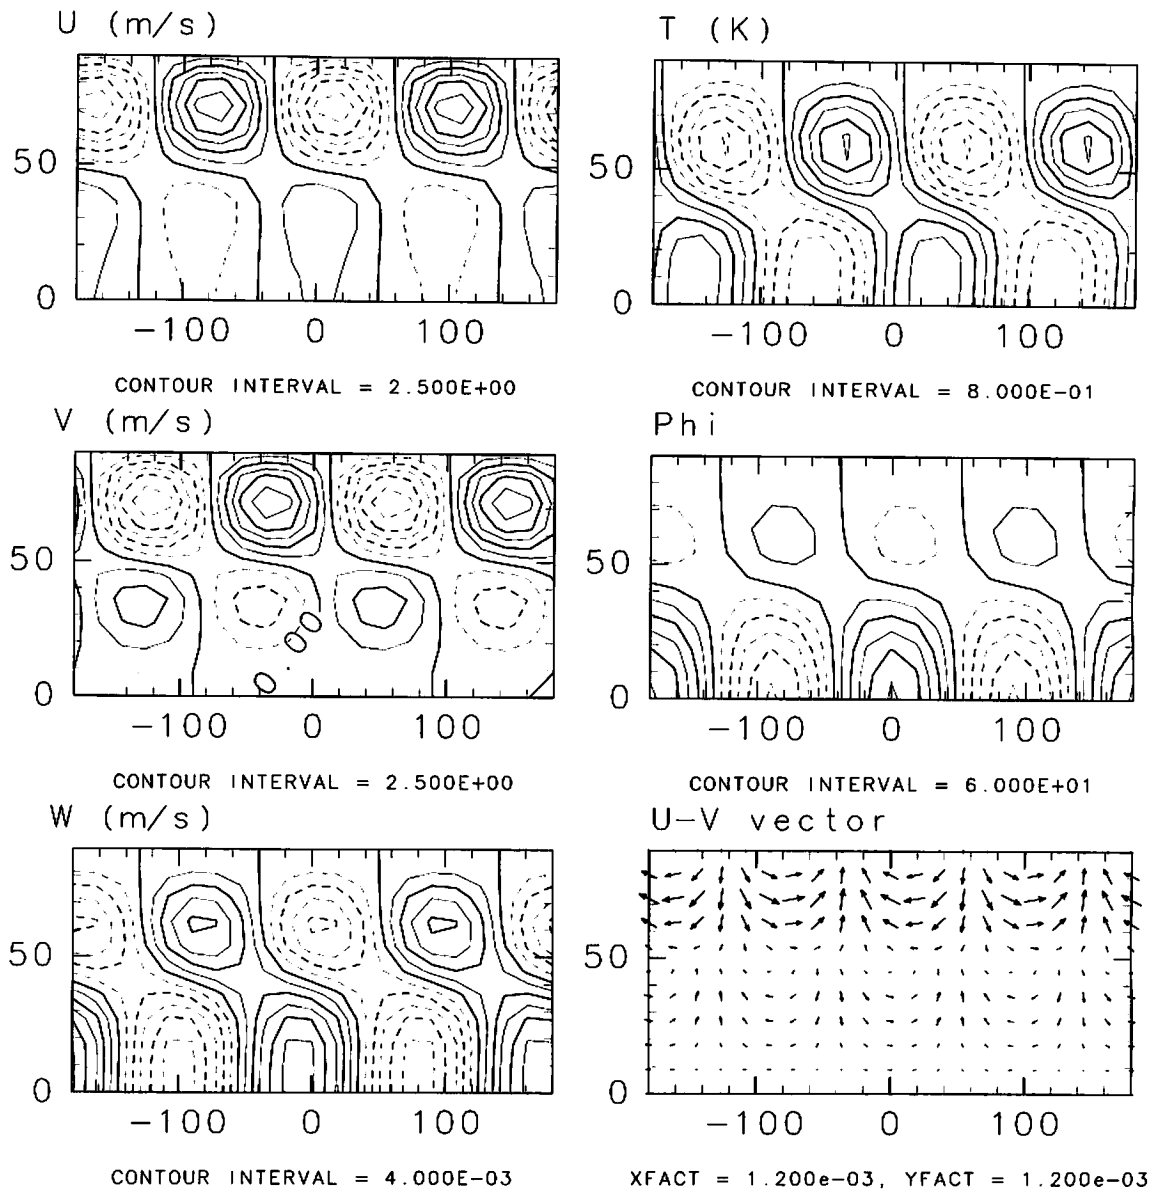 U (m/s)
50
0
-100 0 100
CONTOUR INTERVAL = 2.500E+00
T (K)
50
0
-100 0 100
CONTOUR INTERVAL = 8.000E-01
V (m/s)
50
0
-100 0 100
CONTOUR INTERVAL = 2.500E+00
Phi
50
0
-100 0 100
CONTOUR INTERVAL = 6.000E+01
W (m/s)
50
0
-100 0 100
CONTOUR INTERVAL = 4.000E-03
U-V vector
50
0
-100 0 100
XFACT = 1.200e-03, YFACT = 1.200e-03